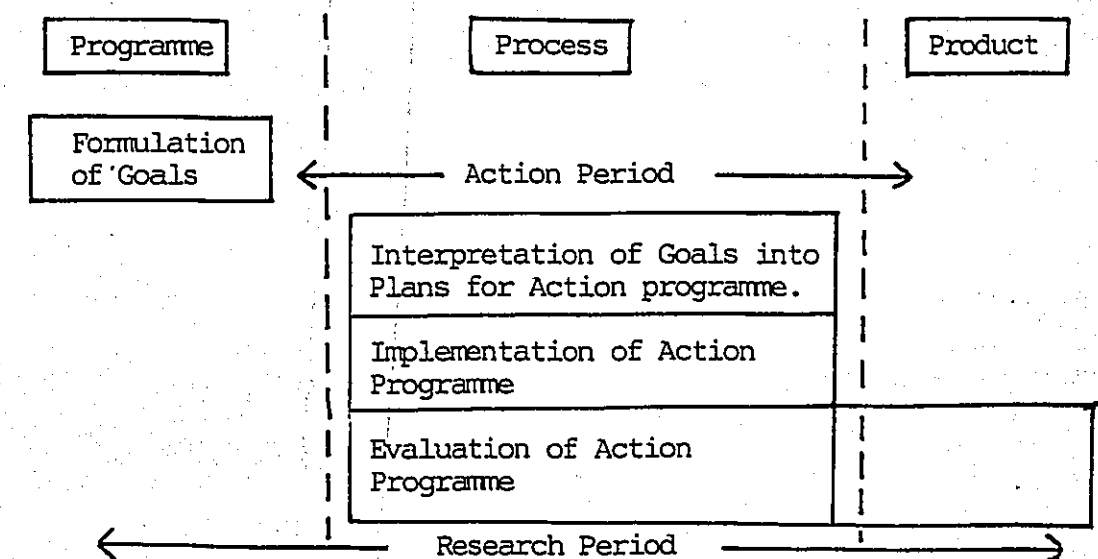 Programme
Process
Product
Formulation
of Goals
Action Period
Interpretation of Goals into
Plans for Action programme.
Implementation of Action
Programme
Evaluation of Action
Programme
Research Period